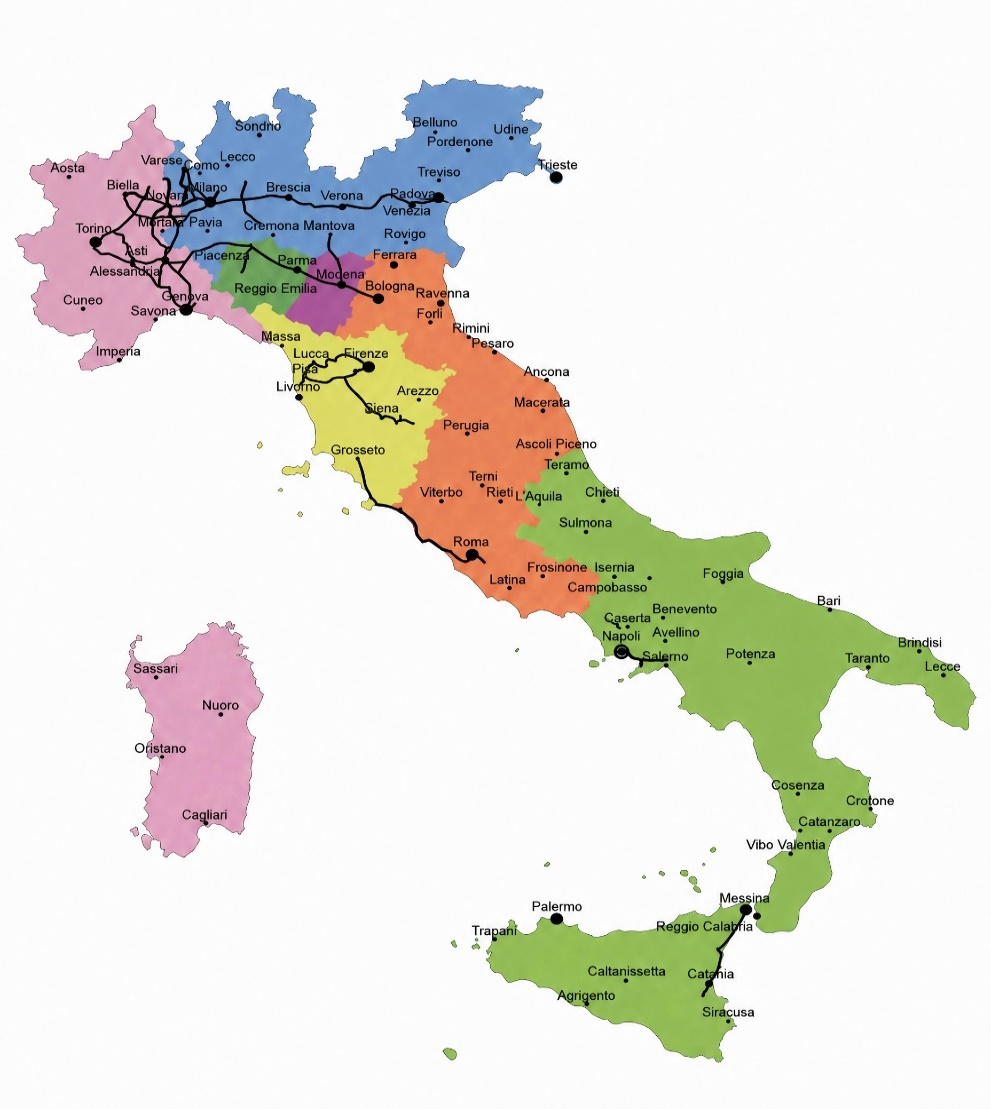 Sondrio
Belluno
Udine
Pordenone
Varese
Como
Lecco
Trieste
Aosta
Treviso
Biella
Novara
Milano
Brescia
Verona
Padova
Venezia
Torino
Mortara
Pavia
Cremona
Mantova
Rovigo
Asti
Piacenza
Parma
Ferrara
Alessandria
Modena
Reggio Emilia
Bologna
Cuneo
Genova
Ravenna
Savona
Forli
Rimini
Massa
Pesaro
Imperia
Lucca
Firenze
Pisa
Ancona
Livorno
Arezzo
Macerata
Siena
Perugia
Ascoli Piceno
Grosseto
Teramo
Terni
Viterbo
Rieti
L'Aquila
Chieti
Sulmona
Roma
Frosinone
Isernia
Foggia
Latina
Campobasso
Bari
Benevento
Caserta
Napoli
Avellino
Brindisi
Salerno
Potenza
Taranto
Lecce
Sassari
Nuoro
Oristano
Cosenza
Crotone
Cagliari
Catanzaro
Vibo Valentia
Messina
Palermo
Reggio Calabria
Trapani
Caltanissetta
Catania
Agrigento
Siracusa